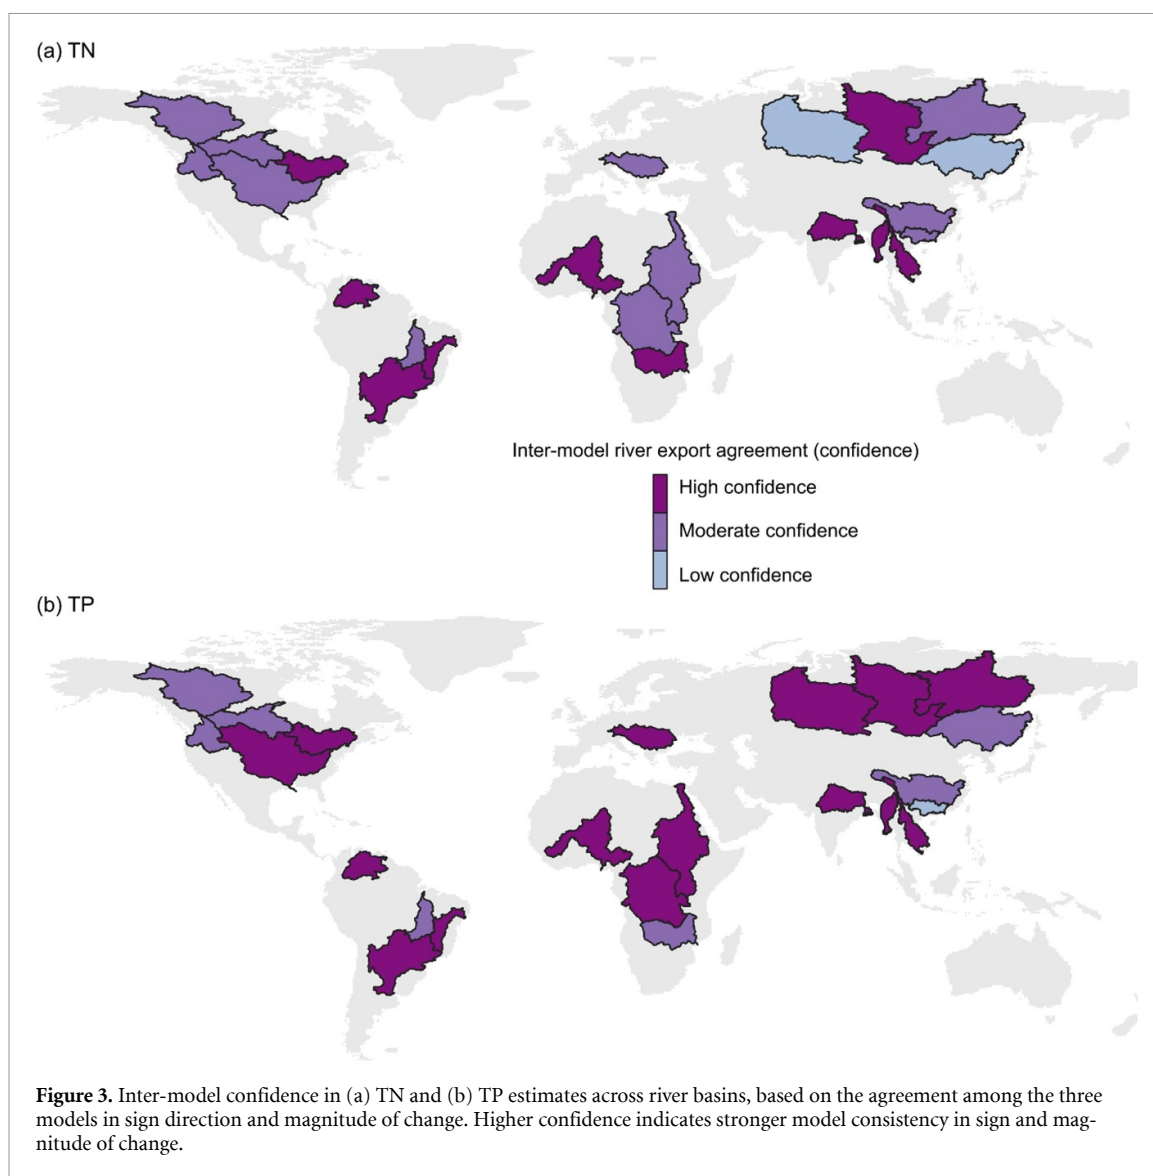 (a) TN
Inter-model river export agreement (confidence)
High confidence
Moderate confidence
Low confidence
(b) TP
Figure 3. Inter-model confidence in (a) TN and (b) TP estimates across river basins, based on the agreement among the three
models in sign direction and magnitude of change. Higher confidence indicates stronger model consistency in sign and mag-
nitude of change.